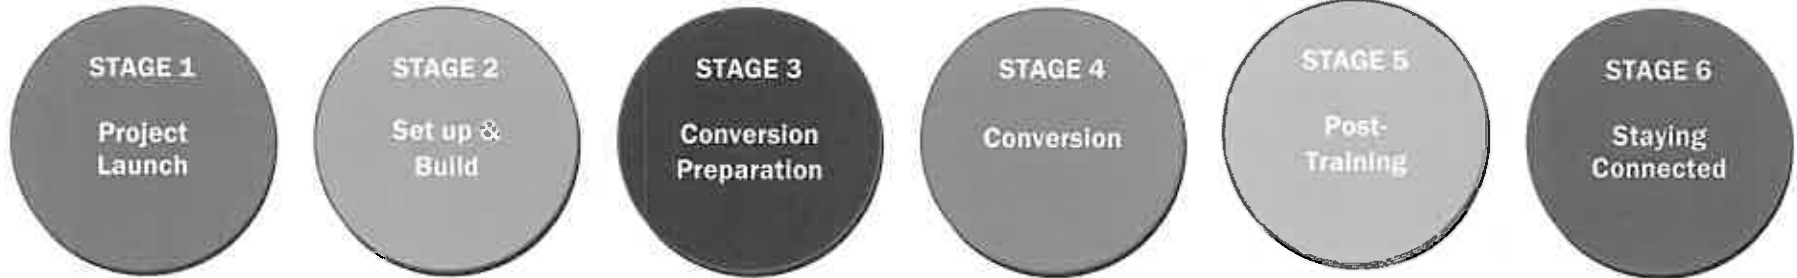 STAGE 1
Project
Launch
STAGE 2
Set up &
Build
STAGE 3
Conversion
Preparation
STAGE 4
Conversion
STAGE 5
Post-
Training
STAGE 6
Staying
Connected